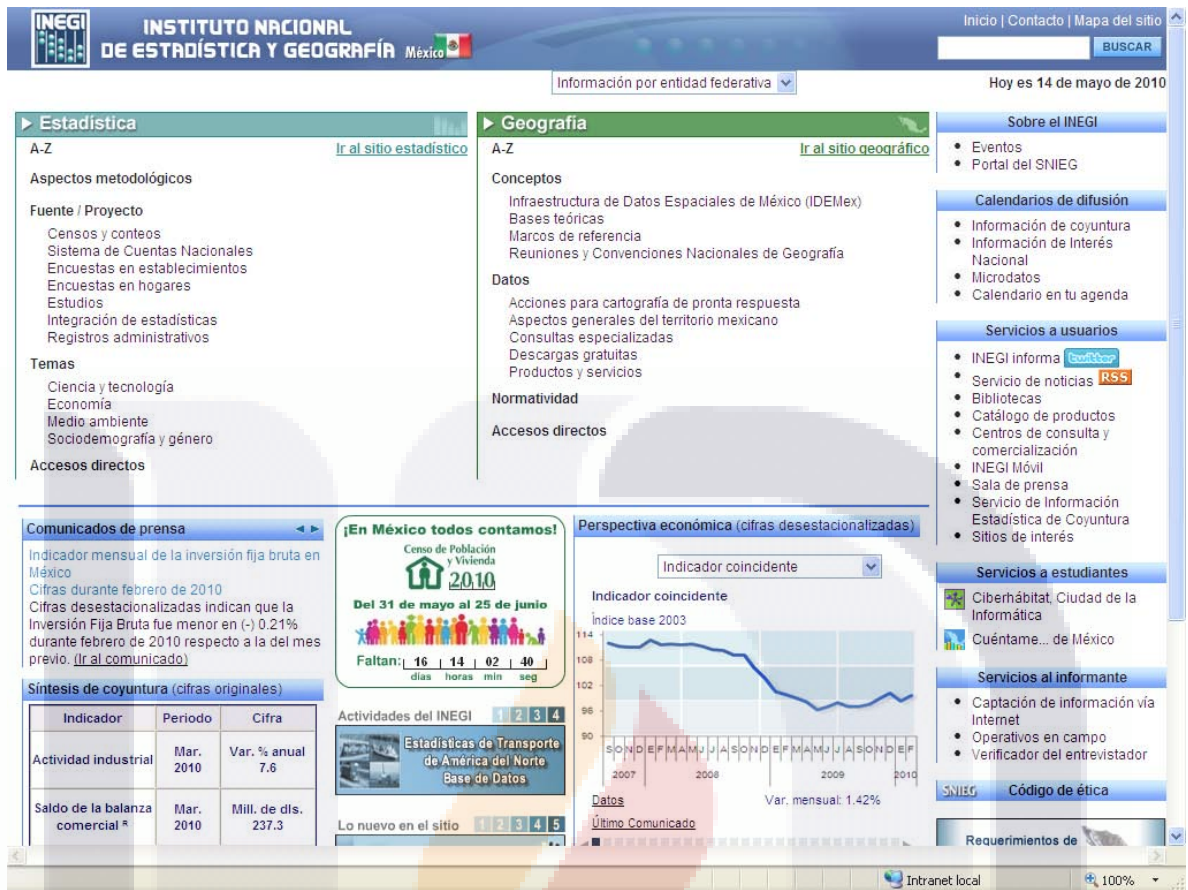 INEGI
INSTITUTO NACIONAL
DE ESTADÍSTICA Y GEOGRAFÍA México
Inicio | Contacto | Mapa del sitio
BUSCAR
Información por entidad federativa
Hoy es 14 de mayo de 2010
Estadística
A-Z
Ir al sitio estadístico
Aspectos metodológicos
Fuente / Proyecto
Censos y conteos
Sistema de Cuentas Nacionales
Encuestas en establecimientos
Encuestas en hogares
Estudios
Integración de estadísticas
Registros administrativos
Temas
Ciencia y tecnología
Economía
Medio ambiente
Sociodemografía y género
Accesos directos
Geografía
A-Z
Ir al sitio geográfico
Conceptos
Infraestructura de Datos Espaciales de México (IDEMex)
Bases teóricas
Marcos de referencia
Reuniones y Convenciones Nacionales de Geografía
Datos
Acciones para cartografía de pronta respuesta
Aspectos generales del territorio mexicano
Consultas especializadas
Descargas gratuitas
Productos y servicios
Normatividad
Accesos directos
Sobre el INEGI
Eventos
Portal del SNIEG
Calendarios de difusión
Información de coyuntura
Información de Interés
Nacional
Microdatos
Calendario en tu agenda
Servicios a usuarios
INEGI informa twitter
Servicio de noticias RSS
Bibliotecas
Catálogo de productos
Centros de consulta y
comercialización
INEGI Móvil
Sala de prensa
Servicio de Información
Estadística de Coyuntura
Sitios de interés
Servicios a estudiantes
Ciberhábitat, Ciudad de la
Informática
Cuéntame... de México
Servicios al informante
Captación de información vía
Internet
Operativos en campo
Verificador del entrevistador
SNIEG Código de ética
Requerimientos de
Comunicados de prensa
Indicador mensual de la inversión fija bruta en
México
Cifras durante febrero de 2010
Cifras desestacionalizadas indican que la
Inversión Fija Bruta fue menor en (-) 0.21%
durante febrero de 2010 respecto a la del mes
previo. (Ir al comunicado)
Síntesis de coyuntura (cifras originales)
Indicador Periodo Cifra
Actividad industrial Mar. 2010 Var. % anual 7.6
Saldo de la balanza comercial R Mar. 2010 Mill. de dls. 237.3
¡En México todos contamos!
Censo de Población
y Vivienda
2010
Del 31 de mayo al 25 de junio
Faltan: 16 14 02 40
días horas min seg
Actividades del INEGI 1 2 3 4
Estadísticas de Transporte
de América del Norte
Base de Datos
Lo nuevo en el sitio 1 2 3 4 5
Perspectiva económica (cifras desestacionalizadas)
Indicador coincidente
Indicador coincidente
Índice base 2003
114
108
102
96
90
S O N D E F M A M J J A S O N D E F M A M J J A S O N D E F
2007 2008 2009 2010
Datos
Var. mensual: 1.42%
Último Comunicado
Intranet local
100%